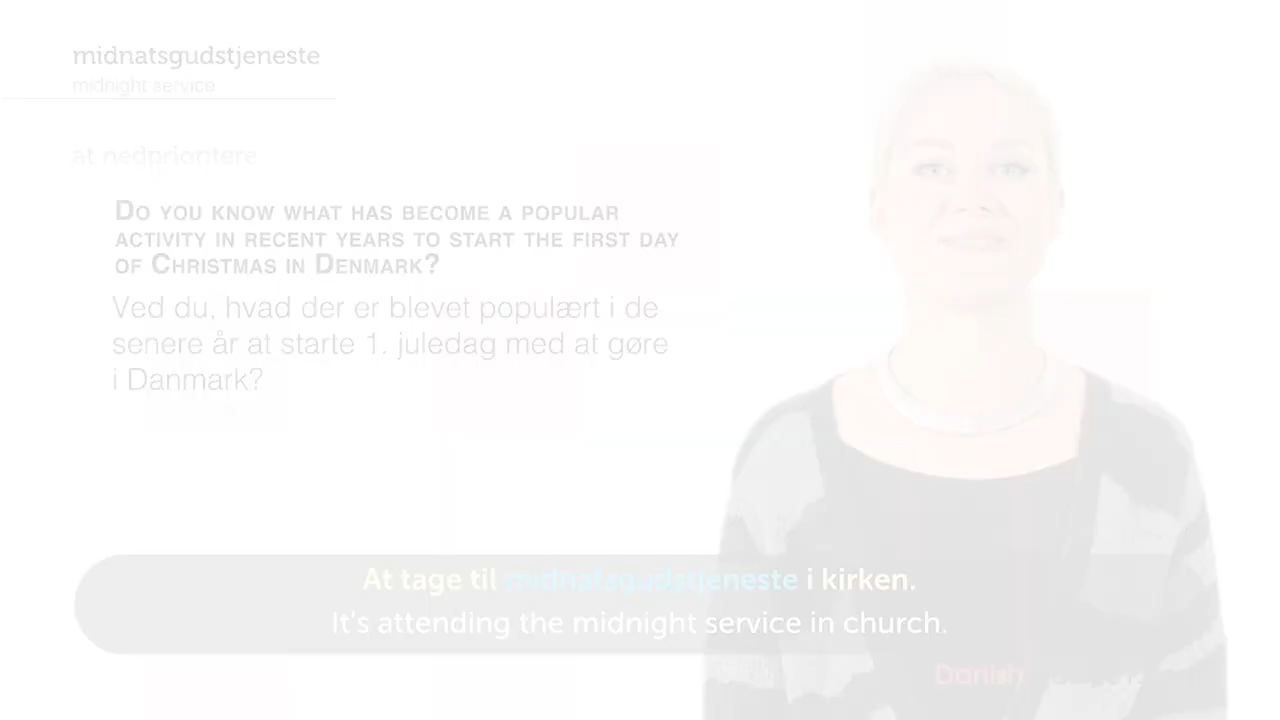 midnatsgudstjeneste
midnight service
at nedprioritere
DO YOU KNOW WHAT HAS BECOME A POPULAR
ACTIVITY IN RECENT YEARS TO START THE FIRST DAY
OF CHRISTMAS IN DENMARK?
Ved du, hvad der er blevet populært i de
senere år at starte 1. juledag med at gøre
i Danmark?
At tage til midnatsgudstjeneste i kirken.
It's attending the midnight service in church.
Danish